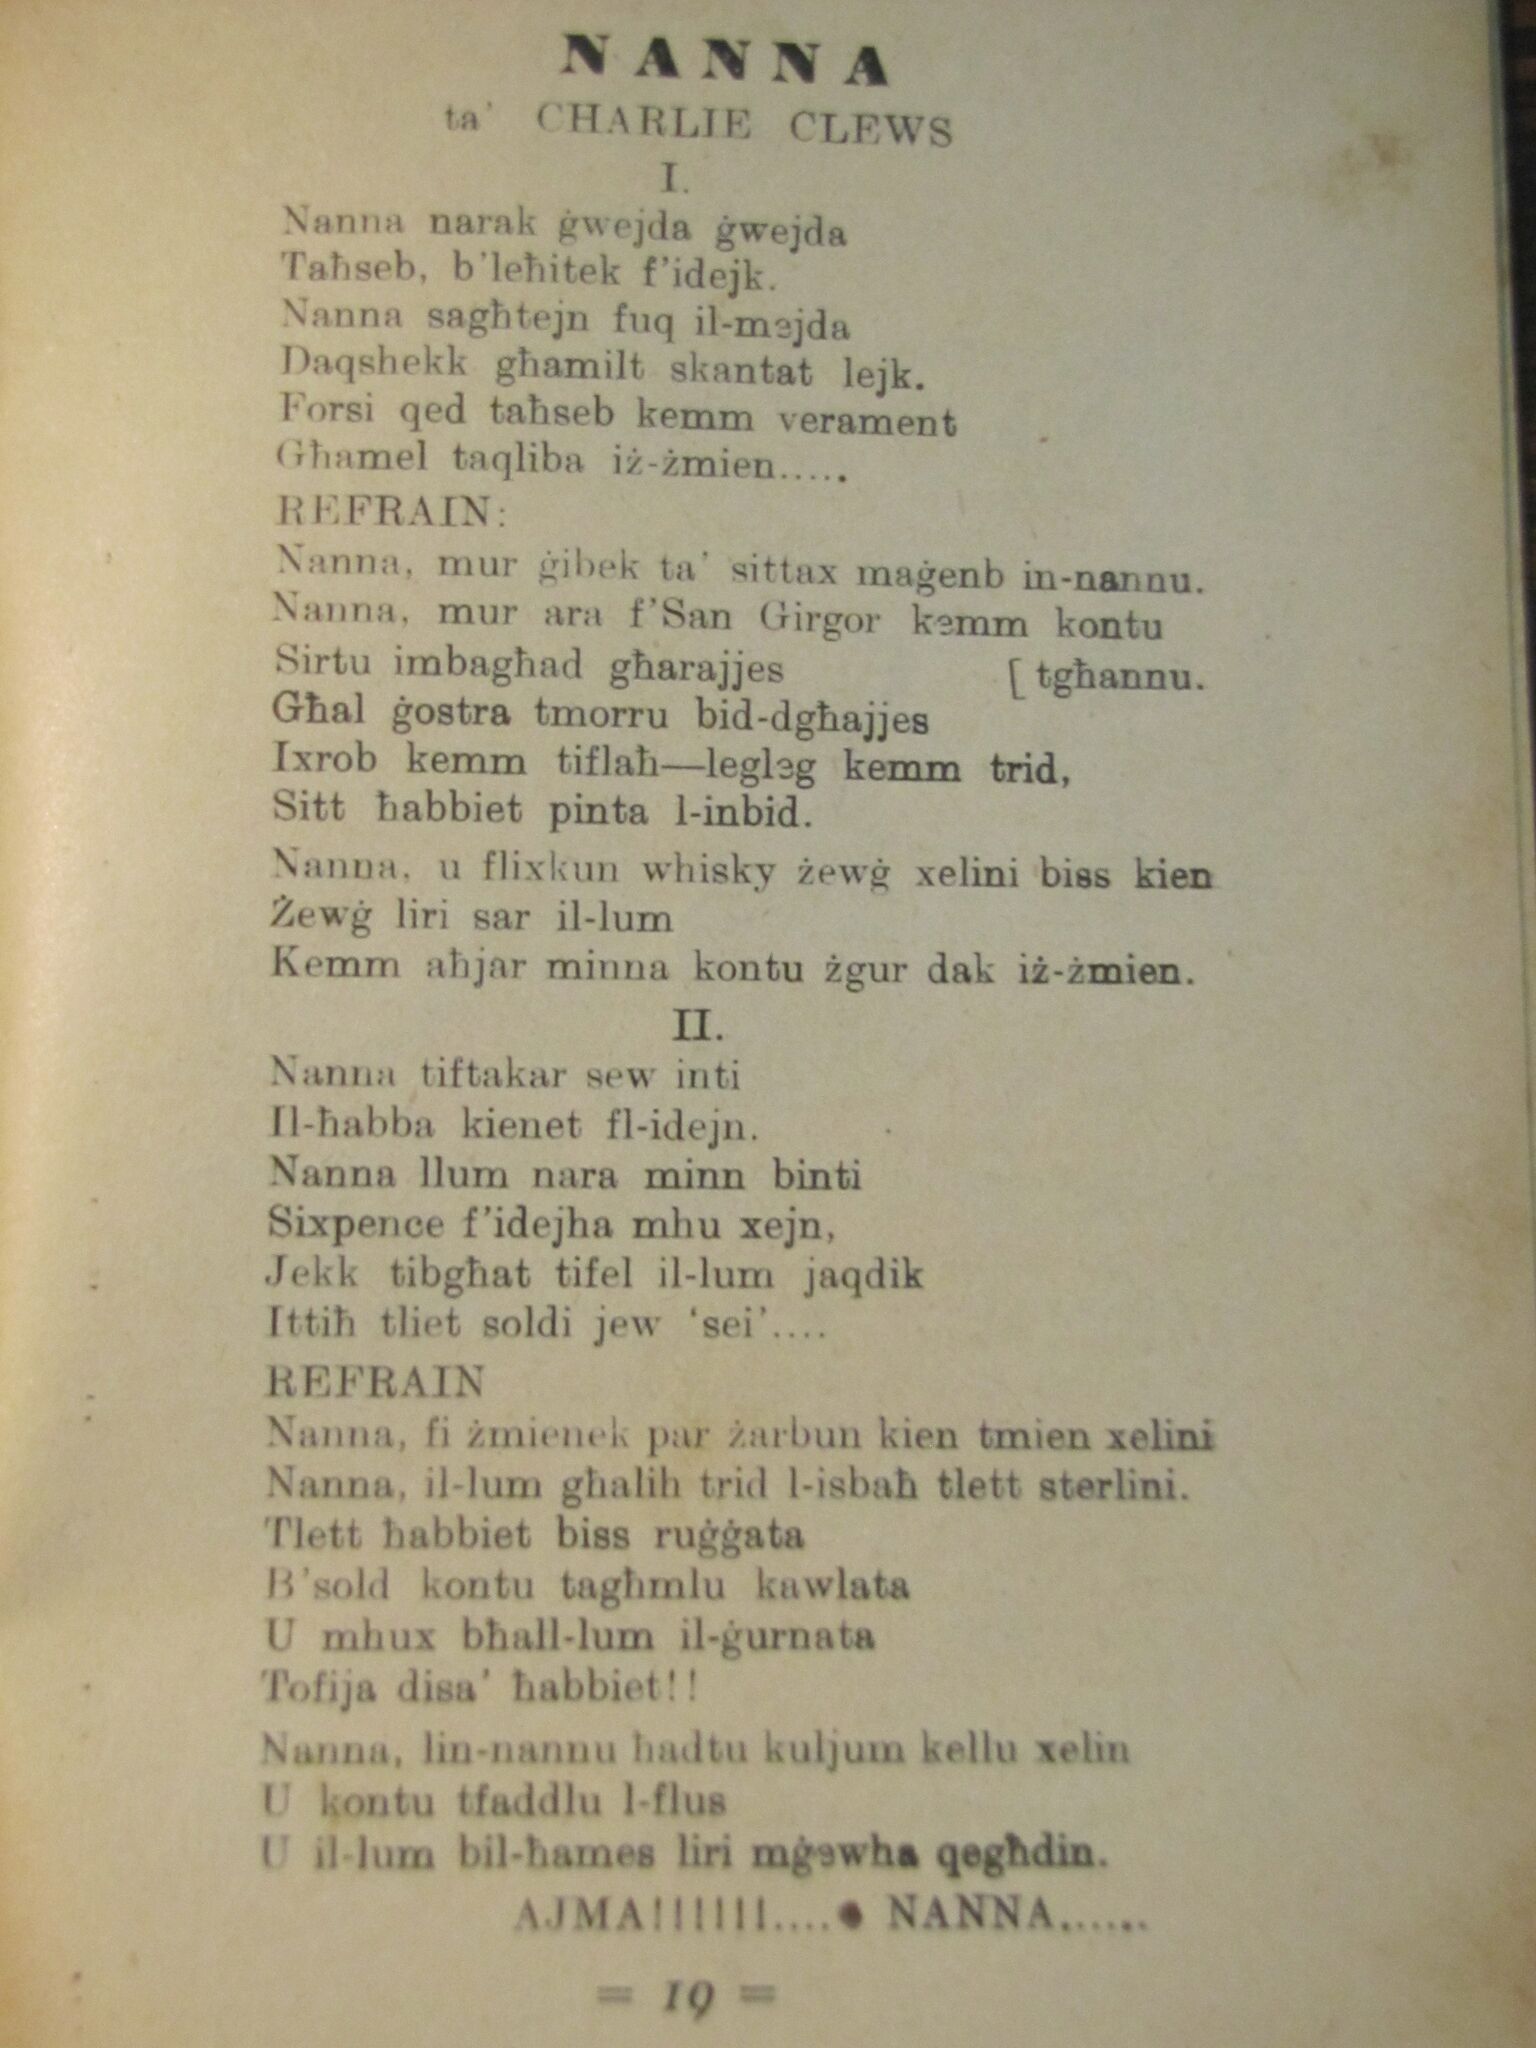 NANNA
ta' CHARLIE CLEWS
I.
Nanna narak ġwejda ġwejda
Taħseb, b'leħitek f'idejk.
Nanna sagħtejn fuq il-mejda
Daqshekk għamilt skantat lejk.
Forsi qed taħseb kemm verament
Għamel taqliba iż-żmien.....
REFRAIN:
Nanna, mur ġibek ta' sittax maġenb in-nannu.
Nanna, mur ara f'San Girgor kemm kontu
Sirtu imbagħad għarajjes [ tgħannu.
Għal ġostra tmorru bid-dgħajjes
Ixrob kemm tiflaħ—legleg kemm trid,
Sitt ħabbiet pinta l-inbid.
Nanna, u flixkun whisky żewġ xelini biss kien
Żewġ liri sar il-lum
Kemm aħjar minna kontu żgur dak iż-żmien.
II.
Nanna tiftakar sew inti
Il-ħabba kienet fl-idejn.
Nanna llum nara minn binti
Sixpence f'idejha mhu xejn,
Jekk tibgħat tifel il-lum jaqdik
Ittiħ tliet soldi jew ‘sei’....
REFRAIN
Nanna, fi żmienek par żarbun kien tmien xelini
Nanna, il-lum għalih trid l-isbaħ tlett sterlini.
Tlett ħabbiet biss ruġġata
B'sold kontu tagħmlu kawlata
U mhux bħall-lum il-ġurnata
Tofija disa' ħabbiet!!
Nanna, lin-nannu ħadtu kuljum kellu xelin
U kontu tfaddlu l-flus
U il-lum bil-ħames liri mġewha qegħdin.
AJMA!!!!!!!....● NANNA......
= 19 =